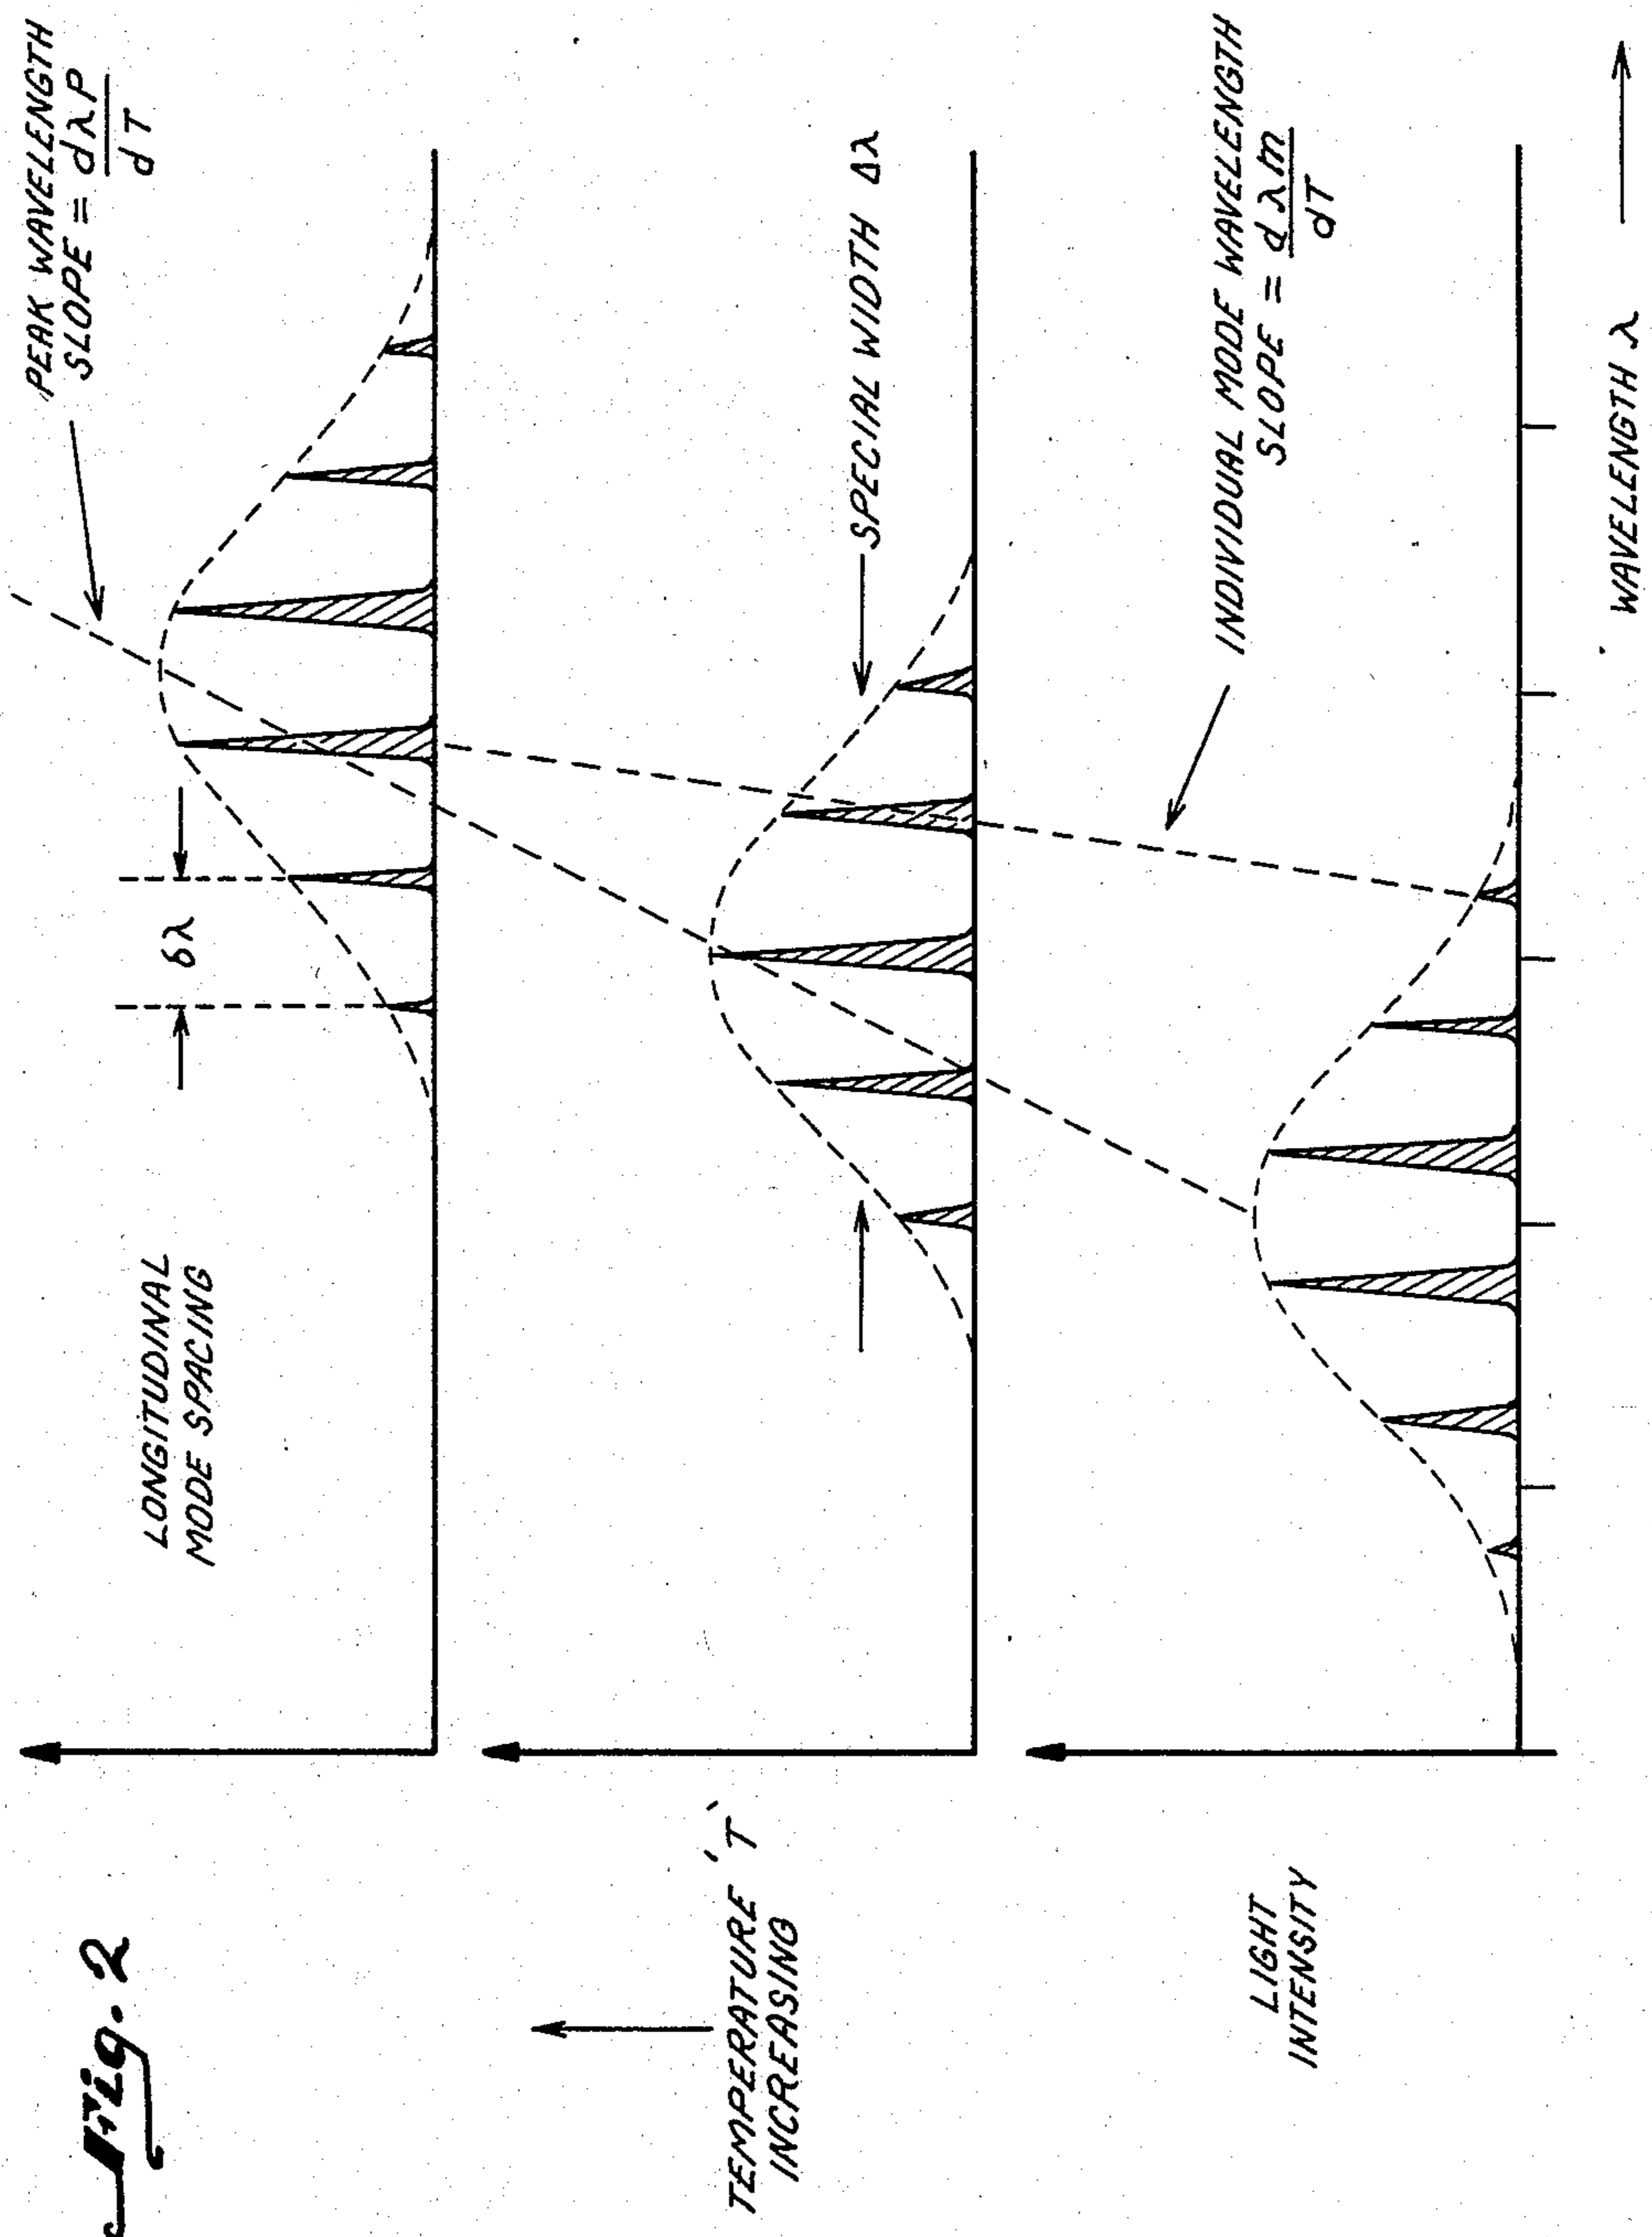 Fig. 2
LONGITUDINAL
MODE SPACING
δλ
PEAK WAVELENGTH
SLOPE = dλP
dT
TEMPERATURE 'T'
INCREASING
SPECIAL WIDTH Δλ
LIGHT
INTENSITY
INDIVIDUAL MODE WAVELENGTH
SLOPE = dλm
dT
WAVELENGTH λ